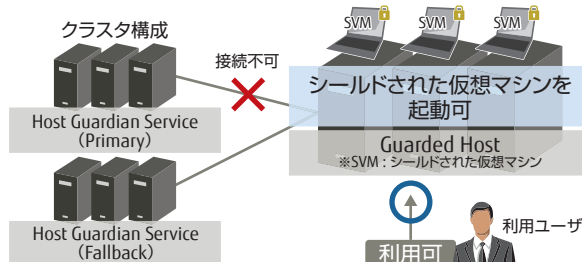 クラスタ構成
接続不可
SVM
SVM
SVM
シールドされた仮想マシンを
起動可
Host Guardian Service
(Primary)
Guarded Host
※SVM：シールドされた仮想マシン
Host Guardian Service
(Fallback)
利用可
利用ユーザ